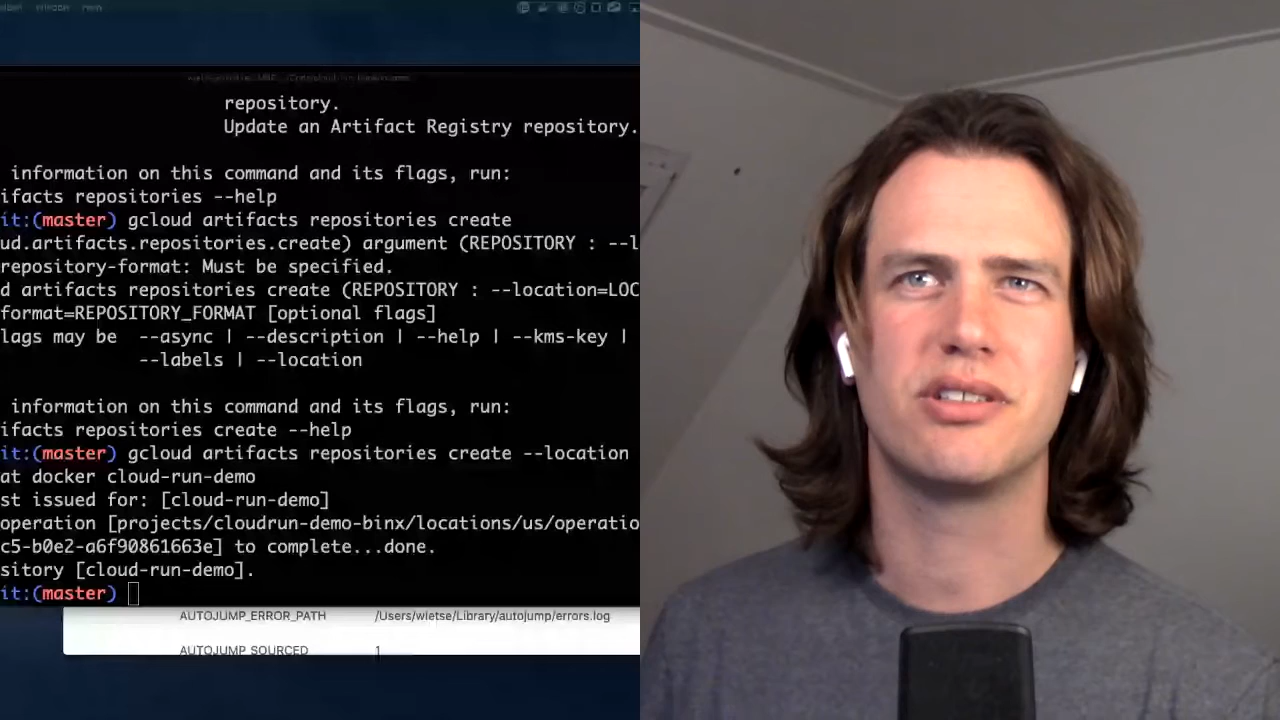 repository.
Update an Artifact Registry repository.
information on this command and its flags, run:
ifacts repositories --help
it:(master) gcloud artifacts repositories create
ud.artifacts.repositories.create) argument (REPOSITORY : --l
repository-format: Must be specified.
d artifacts repositories create (REPOSITORY : --location=LOC
format=REPOSITORY_FORMAT [optional flags]
lags may be --async | --description | --help | --kms-key |
--labels | --location
information on this command and its flags, run:
ifacts repositories create --help
it:(master) gcloud artifacts repositories create --location
at docker cloud-run-demo
st issued for: [cloud-run-demo]
operation [projects/cloudrun-demo-binx/locations/us/operatio
c5-b0e2-a6f90861663e] to complete...done.
sitory [cloud-run-demo].
it:(master)
AUTOJUMP_ERROR_PATH /Users/wietse/Library/autojump/errors.log
AUTOJUMP_SOURCED 1